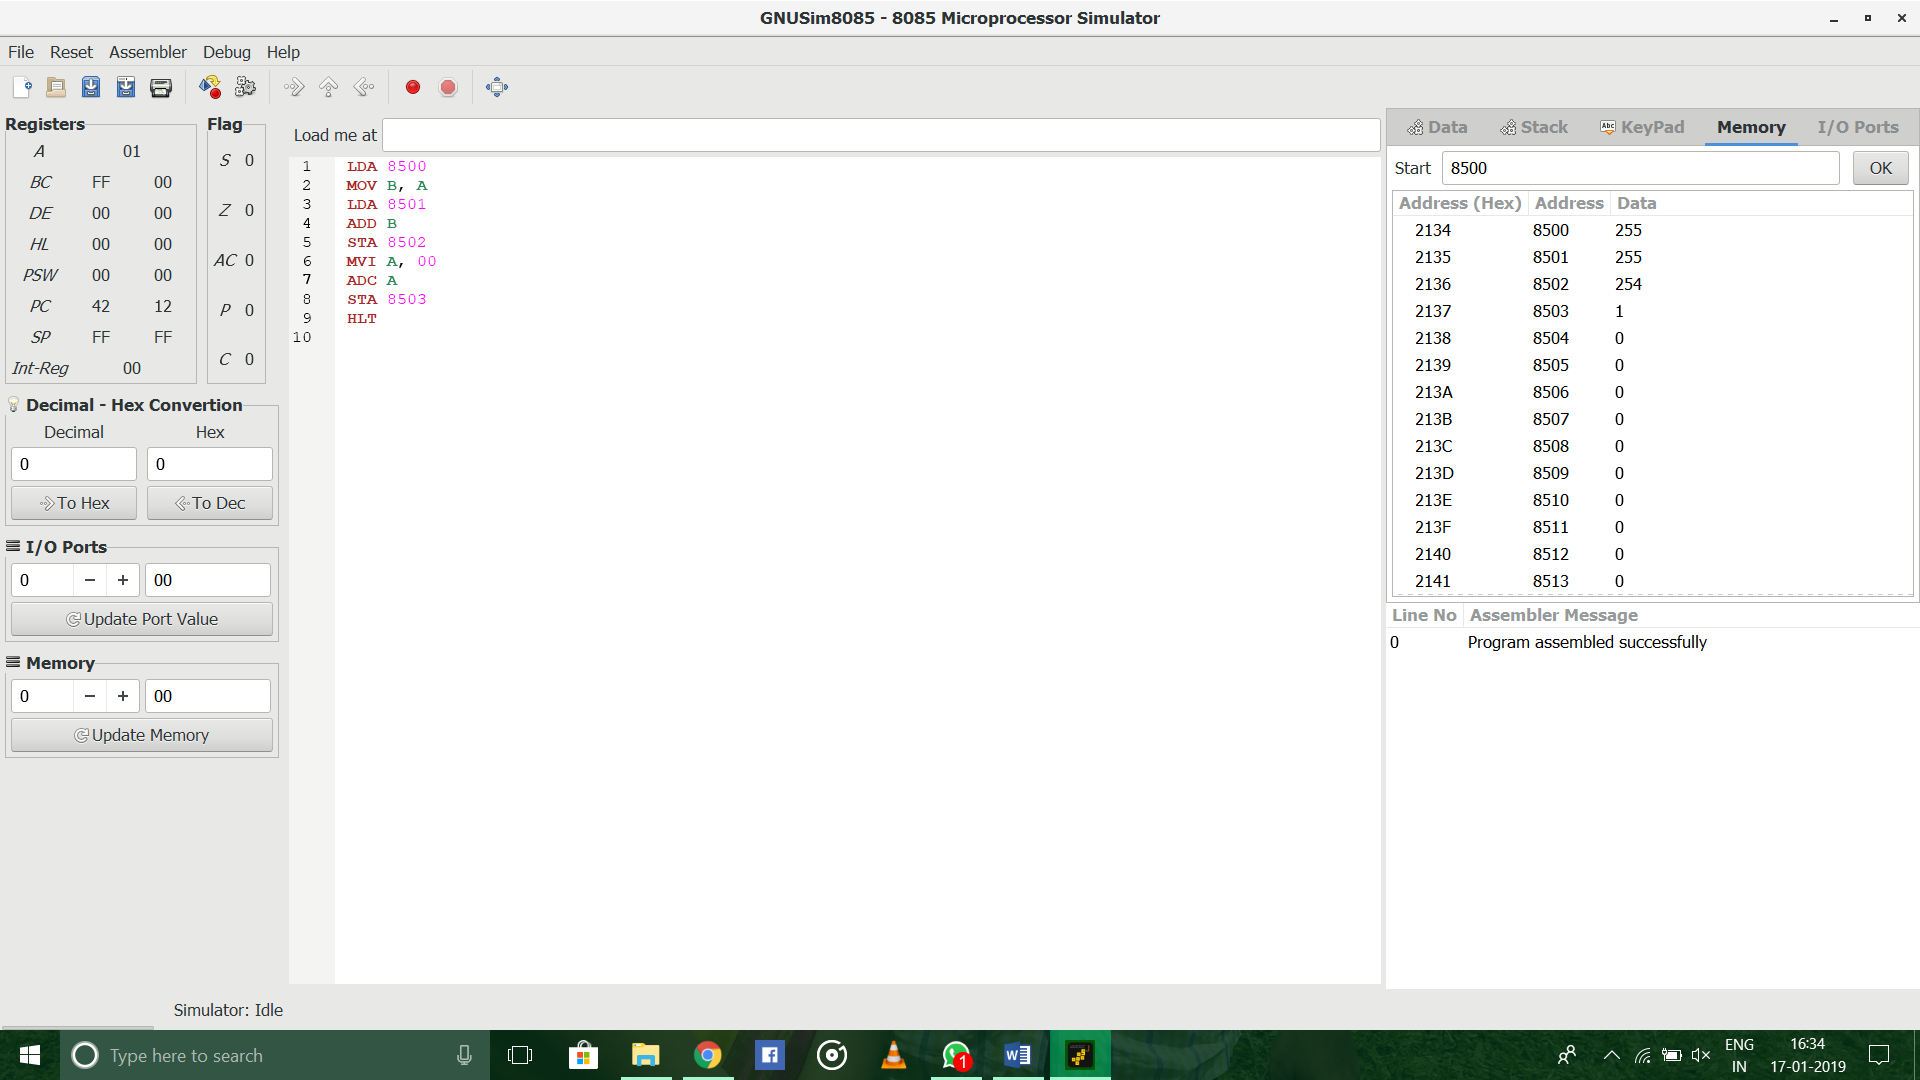 GNUSim8085 - 8085 Microprocessor Simulator
File Reset Assembler Debug Help
Registers
A 01
BC FF 00
DE 00 00
HL 00 00
PSW 00 00
PC 42 12
SP FF FF
Int-Reg 00
Flag
S 0
Z 0
AC 0
P 0
C 0
Decimal - Hex Convertion
Decimal Hex
0 0
To Hex To Dec
I/O Ports
0 − + 00
Update Port Value
Memory
0 − + 00
Update Memory
Load me at
1 LDA 8500
2 MOV B, A
3 LDA 8501
4 ADD B
5 STA 8502
6 MVI A, 00
7 ADC A
8 STA 8503
9 HLT
10
Data Stack Abc KeyPad Memory I/O Ports
Start 8500 OK
Address (Hex) Address Data
2134 8500 255
2135 8501 255
2136 8502 254
2137 8503 1
2138 8504 0
2139 8505 0
213A 8506 0
213B 8507 0
213C 8508 0
213D 8509 0
213E 8510 0
213F 8511 0
2140 8512 0
2141 8513 0
Line No Assembler Message
0 Program assembled successfully
Simulator: Idle
Type here to search
1
ENG
IN
16:34
17-01-2019